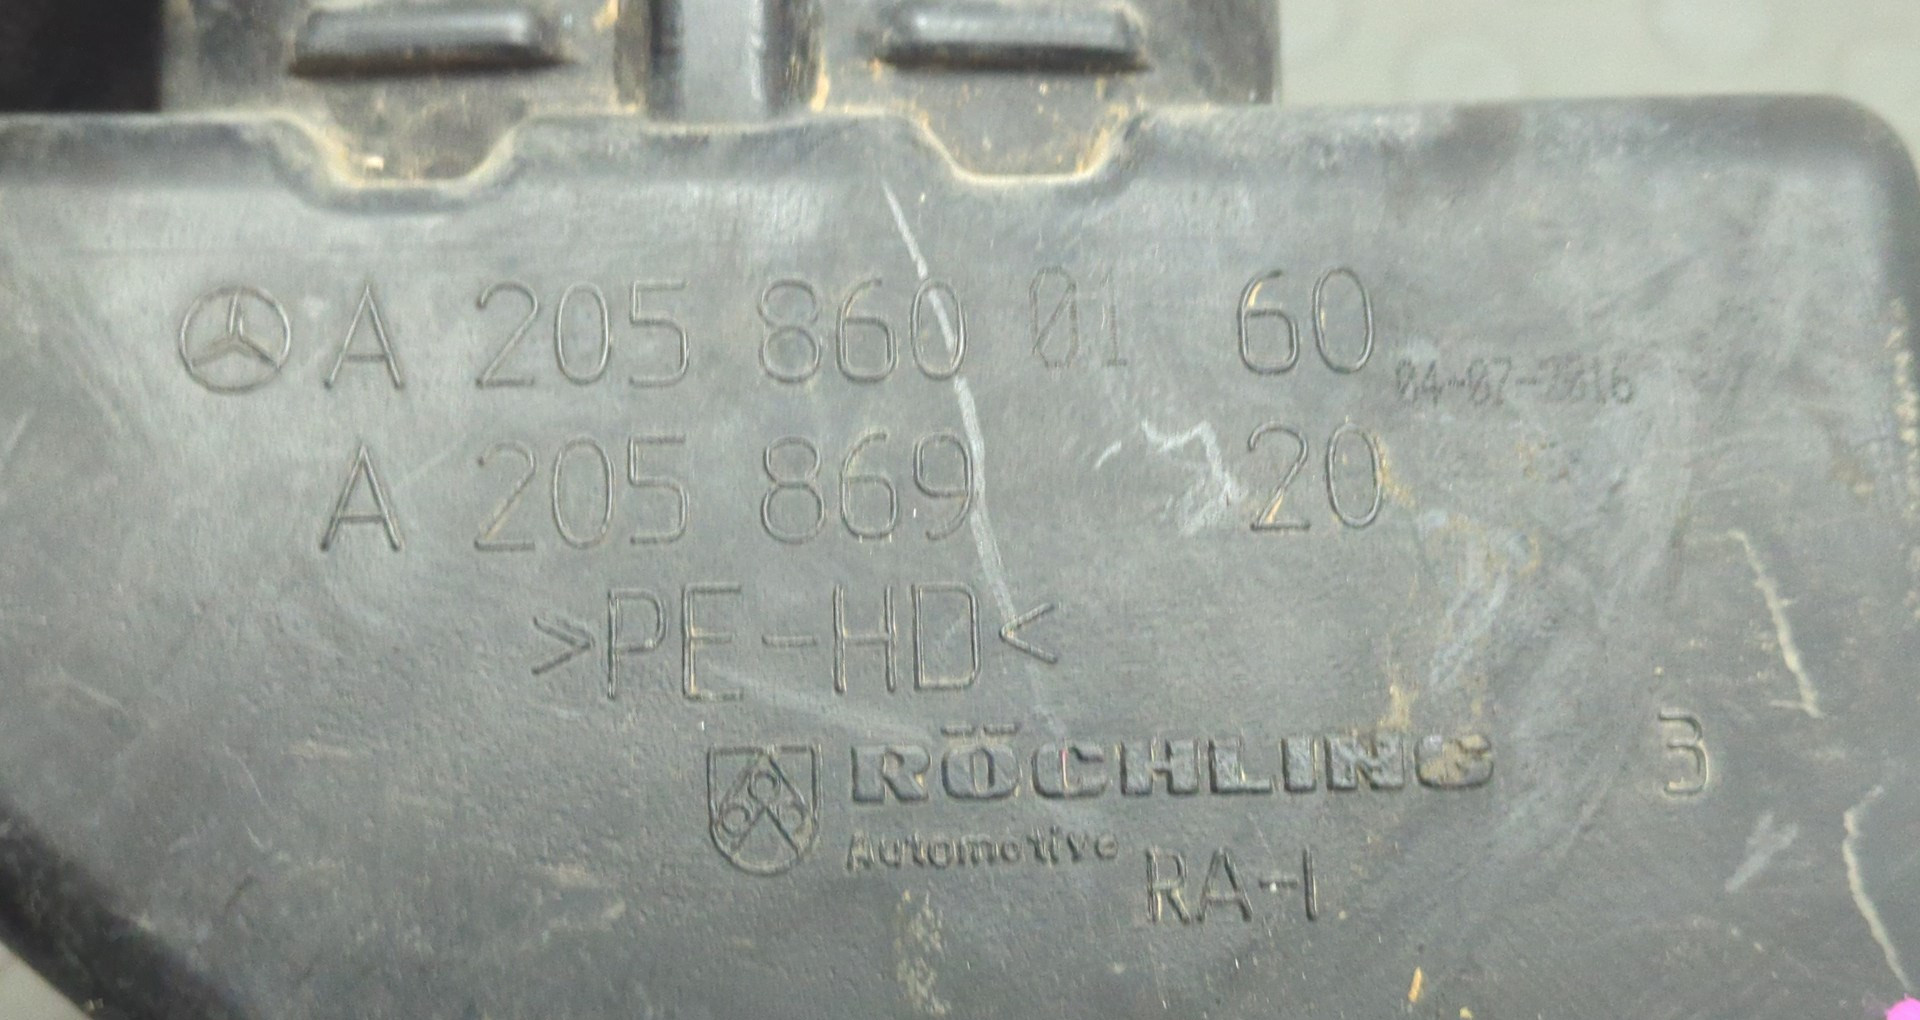 A 205 860 01 60 04-07-2016
A 205 869 20
>PE-HD<
RÖCHLING 3
Automotive RA-I